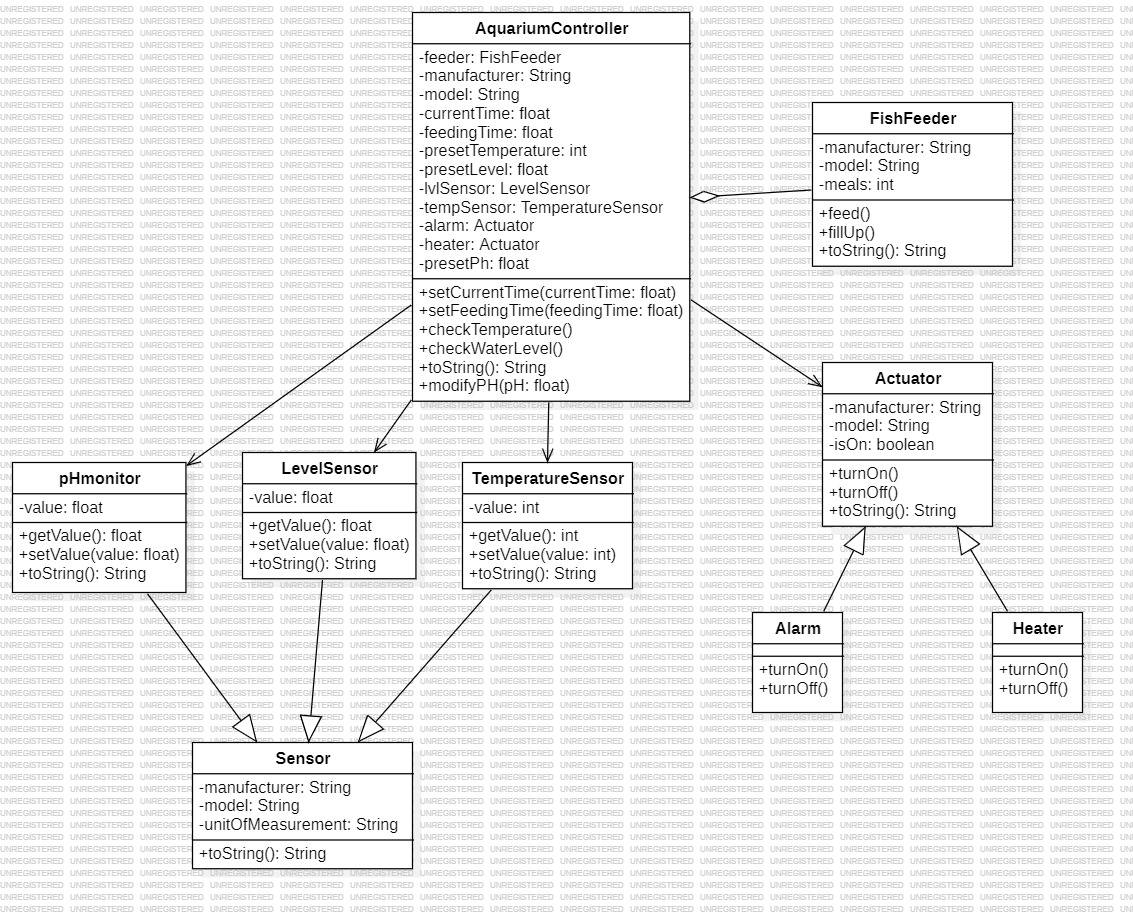 AquariumController
-feeder: FishFeeder
-manufacturer: String
-model: String
-currentTime: float
-feedingTime: float
-presetTemperature: int
-presetLevel: float
-lvlSensor: LevelSensor
-tempSensor: TemperatureSensor
-alarm: Actuator
-heater: Actuator
-presetPh: float
+setCurrentTime(currentTime: float)
+setFeedingTime(feedingTime: float)
+checkTemperature()
+checkWaterLevel()
+toString(): String
+modifyPH(pH: float)
FishFeeder
-manufacturer: String
-model: String
-meals: int
+feed()
+fillUp()
+toString(): String
Actuator
-manufacturer: String
-model: String
-isOn: boolean
+turnOn()
+turnOff()
+toString(): String
pHmonitor
-value: float
+getValue(): float
+setValue(value: float)
+toString(): String
LevelSensor
-value: float
+getValue(): float
+setValue(value: float)
+toString(): String
TemperatureSensor
-value: int
+getValue(): int
+setValue(value: int)
+toString(): String
Alarm
+turnOn()
+turnOff()
Heater
+turnOn()
+turnOff()
Sensor
-manufacturer: String
-model: String
-unitOfMeasurement: String
+toString(): String
UNREGISTERED